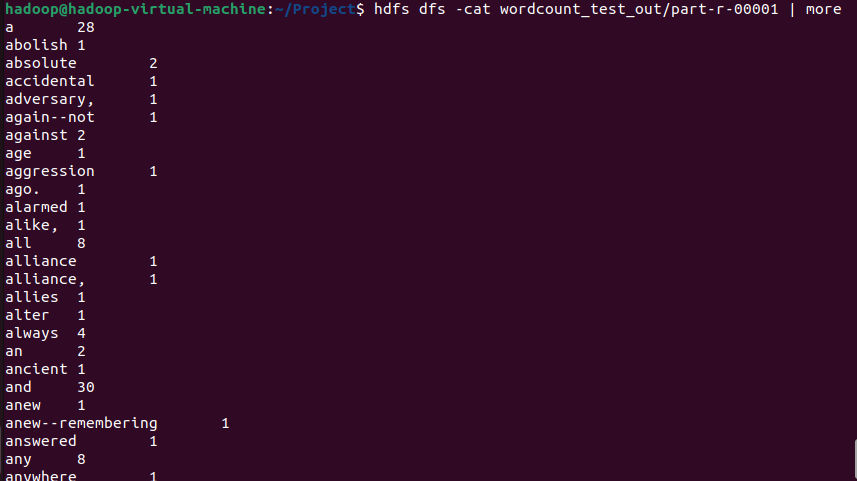 hadoop@hadoop-virtual-machine:~/Project$ hdfs dfs -cat wordcount_test_out/part-r-00001 | more
a 28
abolish 1
absolute 2
accidental 1
adversary, 1
again--not 1
against 2
age 1
aggression 1
ago. 1
alarmed 1
alike, 1
all 8
alliance 1
alliance, 1
allies 1
alter 1
always 4
an 2
ancient 1
and 30
anew 1
anew--remembering 1
answered 1
any 8
anywhere 1